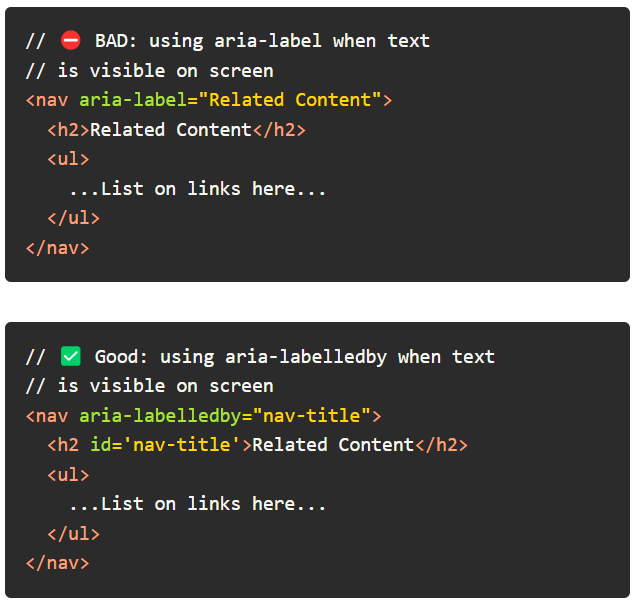 // ⛔ BAD: using aria-label when text
// is visible on screen
<nav aria-label="Related Content">
  <h2>Related Content</h2>
  <ul>
    ...List on links here...
  </ul>
</nav>
// ✅ Good: using aria-labelledby when text
// is visible on screen
<nav aria-labelledby="nav-title">
  <h2 id='nav-title'>Related Content</h2>
  <ul>
    ...List on links here...
  </ul>
</nav>